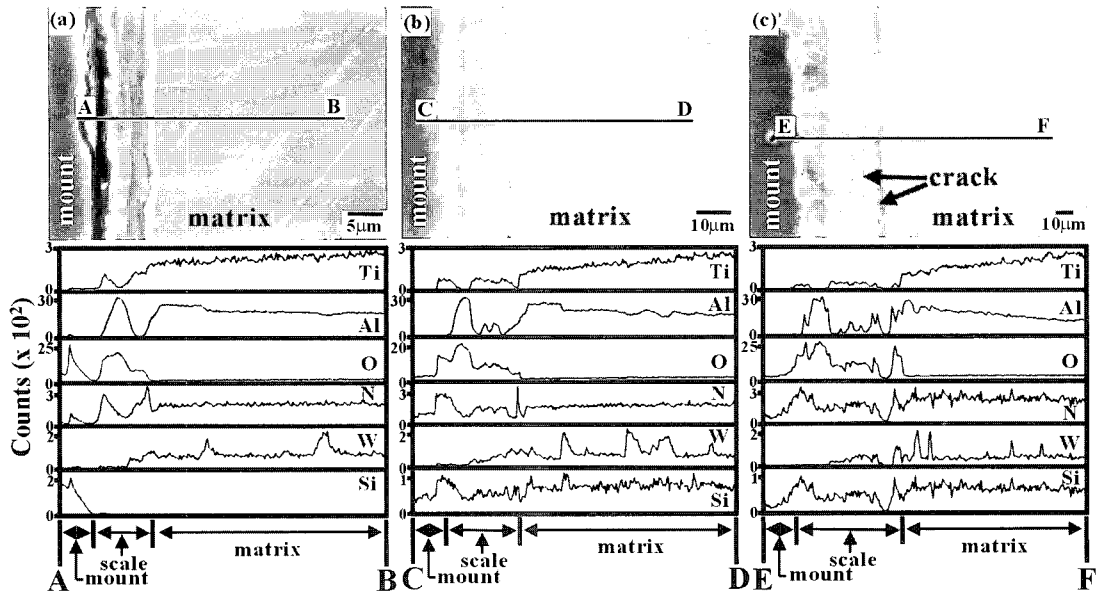 (a)
A
B
mount
matrix
5μm
(b)
C
D
matrix
10μm
(c)
E
F
mount
crack
matrix
10μm
Counts (x 10²)
3
Ti
0
30
Al
0
25
O
0
3
N
0
2
W
0
2
Si
0
scale
mount
matrix
A
B
3
Ti
0
30
Al
0
20
O
0
3
N
0
2
W
0
1
Si
0
scale
mount
matrix
C
D
3
Ti
0
30
Al
0
25
O
0
3
N
0
2
W
0
1
Si
0
scale
mount
matrix
E
F